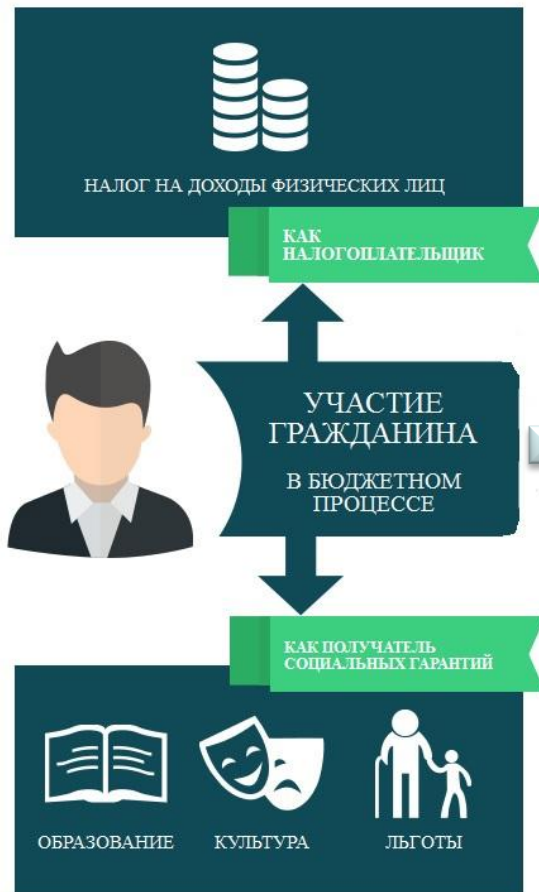 НАЛОГ НА ДОХОДЫ ФИЗИЧЕСКИХ ЛИЦ
КАК
НАЛОГОПЛАТЕЛЬЩИК
УЧАСТИЕ
ГРАЖДАНИНА
В БЮДЖЕТНОМ
ПРОЦЕССЕ
КАК ПОЛУЧАТЕЛЬ
СОЦИАЛЬНЫХ ГАРАНТИЙ
ОБРАЗОВАНИЕ КУЛЬТУРА ЛЬГОТЫ